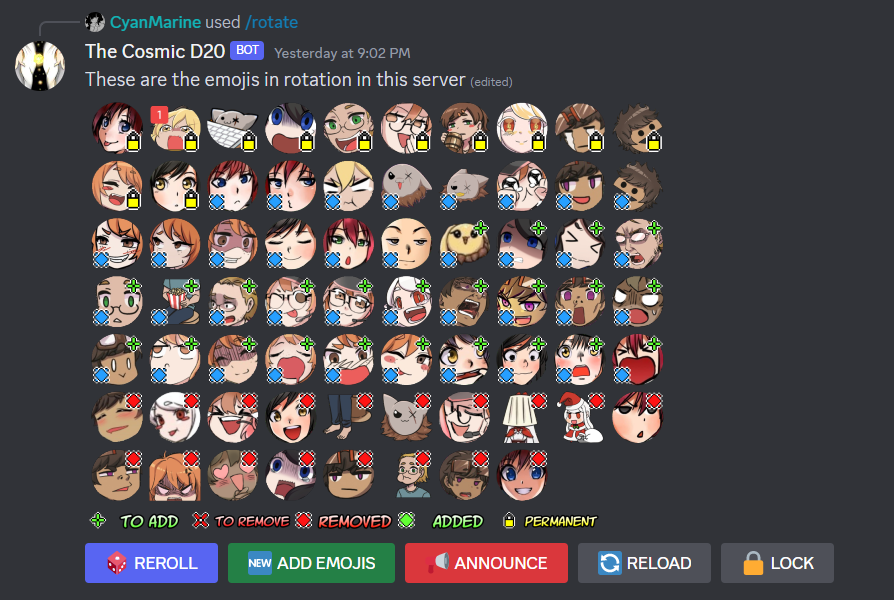 CyanMarine used /rotate
The Cosmic D20 BOT Yesterday at 9:02 PM
These are the emojis in rotation in this server (edited)
1
TO ADD TO REMOVE REMOVED ADDED PERMANENT
REROLL NEW ADD EMOJIS ANNOUNCE RELOAD LOCK